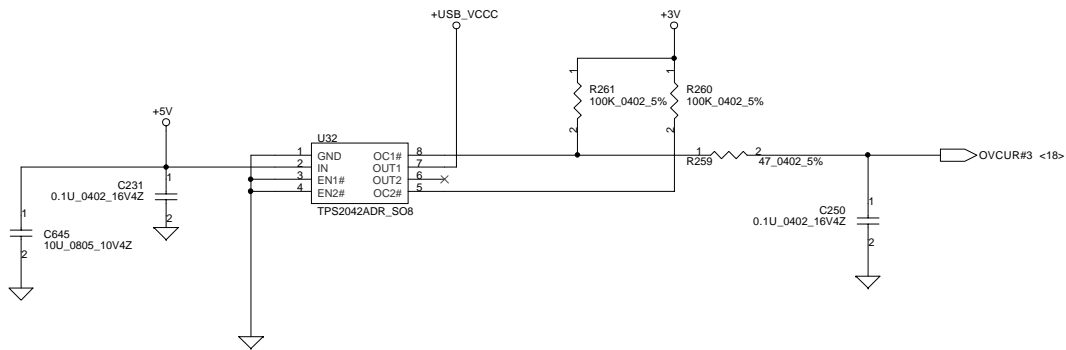 +USB_VCCC
+3V
1
1
R261
100K_0402_5%
R260
100K_0402_5%
2
2
+5V
U32
1
GND
OC1#
8
2
IN
OUT1
7
3
EN1#
OUT2
6
4
EN2#
OC2#
5
TPS2042ADR_SO8
1
2
R259
47_0402_5%
OVCUR#3 <18>
1
C231
0.1U_0402_16V4Z
2
1
C645
10U_0805_10V4Z
2
1
C250
0.1U_0402_16V4Z
2